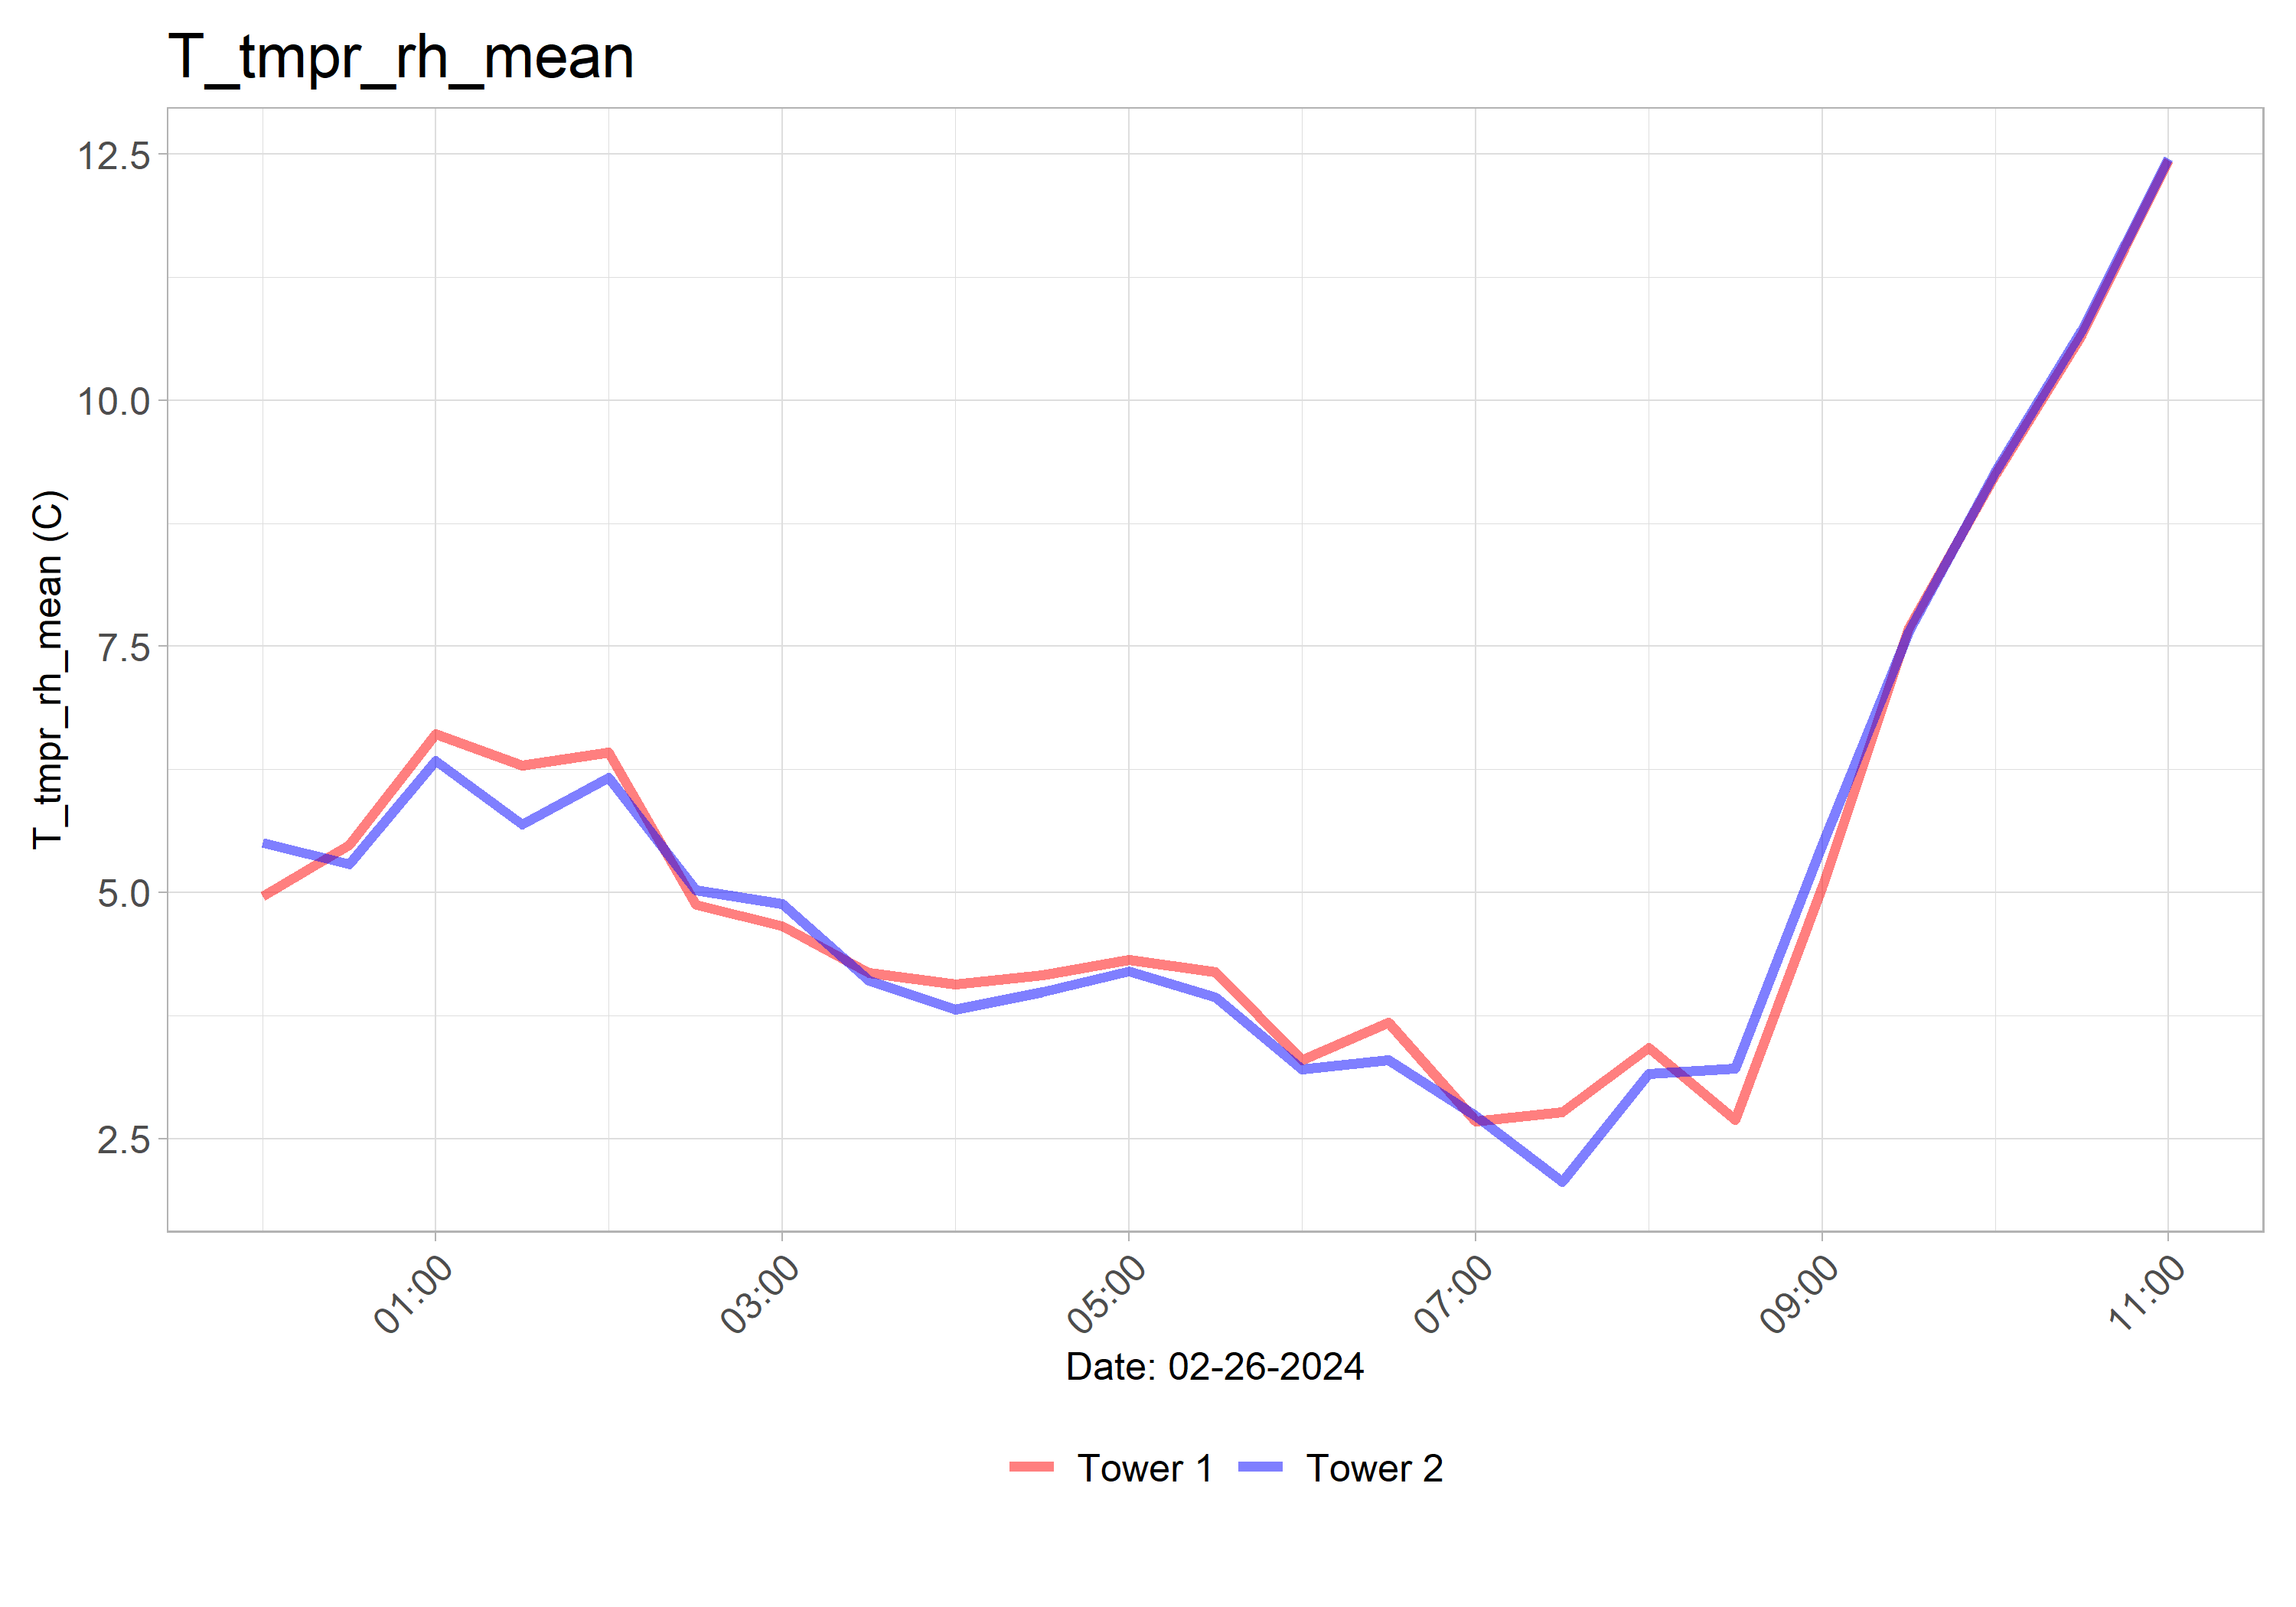 T_tmpr_rh_mean
T_tmpr_rh_mean (C)
12.5
10.0
7.5
5.0
2.5
01:00 03:00 05:00 07:00 09:00 11:00
Date: 02-26-2024
Tower 1 Tower 2